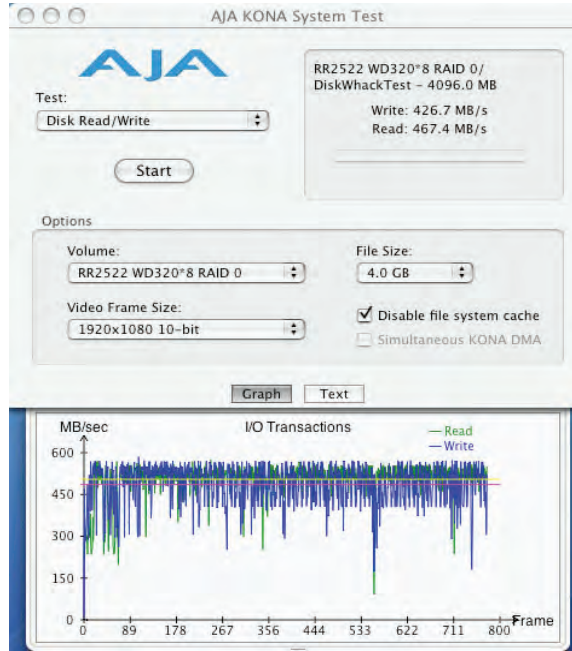 AJA KONA System Test
AJA
RR2522 WD320*8 RAID 0/
DiskWhackTest - 4096.0 MB
Write: 426.7 MB/s
Read: 467.4 MB/s
Test:
Disk Read/Write
Start
Options
Volume:
RR2522 WD320*8 RAID 0
File Size:
4.0 GB
Video Frame Size:
1920x1080 10-bit
Disable file system cache
Simultaneous KONA DMA
Graph
Text
MB/sec
I/O Transactions
Read
Write
600
450
300
150
0
0 89 178 267 356 444 533 622 711 800
Frame